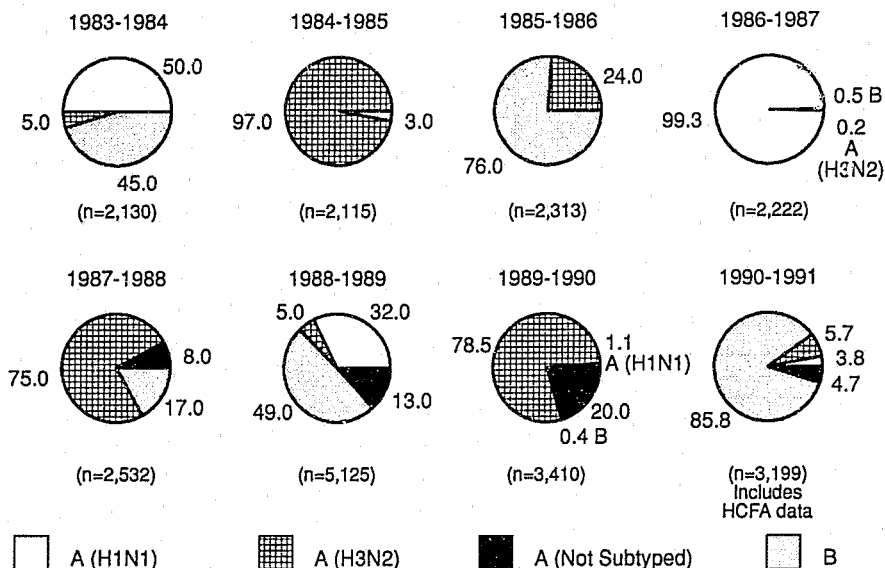 1983-1984
50.0
5.0
45.0
(n=2,130)
1984-1985
97.0
3.0
(n=2,115)
1985-1986
24.0
76.0
(n=2,313)
1986-1987
99.3
0.5 B
0.2
A
(H3N2)
(n=2,222)
1987-1988
75.0
8.0
17.0
(n=2,532)
1988-1989
5.0
32.0
49.0
13.0
(n=5,125)
1989-1990
78.5
1.1
A (H1N1)
20.0
0.4 B
(n=3,410)
1990-1991
5.7
3.8
4.7
85.8
(n=3,199)
Includes
HCFA data
A (H1N1)
A (H3N2)
A (Not Subtyped)
B